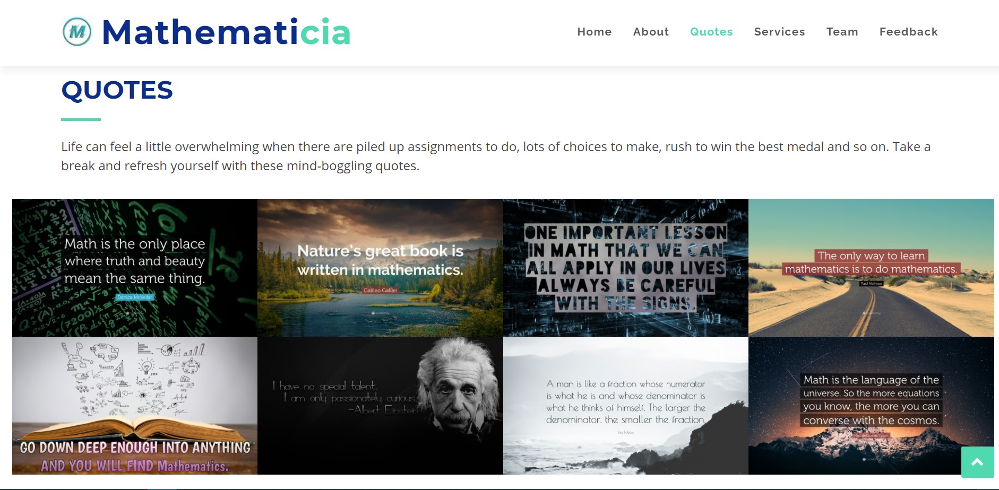 M Mathematicia
Home About Quotes Services Team Feedback
QUOTES
Life can feel a little overwhelming when there are piled up assignments to do, lots of choices to make, rush to win the best medal and so on. Take a
break and refresh yourself with these mind-boggling quotes.
Math is the only place
where truth and beauty
mean the same thing.
Danica McKellar
Nature's great book is
written in mathematics.
Galileo Galilei
ONE IMPORTANT LESSON
IN MATH THAT WE CAN
ALL APPLY IN OUR LIVES
ALWAYS BE CAREFUL
WITH THE SIGNS.
The only way to learn
mathematics is to do mathematics.
Paul Halmos
Success
GO DOWN DEEP ENOUGH INTO ANYTHING
AND YOU WILL FIND Mathematics.
I have no special talent.
I am only passionately curious.
-Albert Einstein
A man is like a fraction whose numerator
is what he is and whose denominator is
what he thinks of himself. The larger the
denominator, the smaller the fraction.
Leo Tolstoy
Math is the language of the
universe. So the more equations
you know, the more you can
converse with the cosmos.
Neil deGrasse Tyson